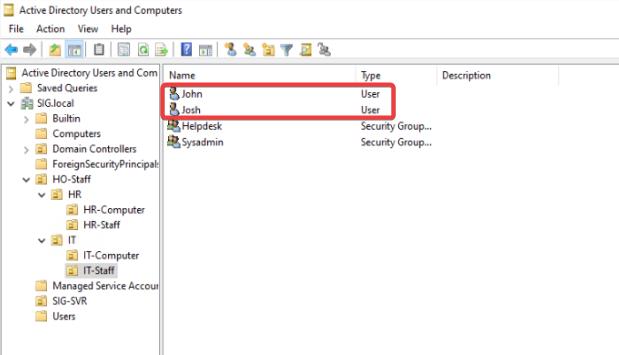 Active Directory Users and Computers
File Action View Help
Active Directory Users and Com
Saved Queries
SIG.local
Builtin
Computers
Domain Controllers
ForeignSecurityPrincipals
HO-Staff
HR
HR-Computer
HR-Staff
IT
IT-Computer
IT-Staff
Managed Service Accour
SIG-SVR
Users
Name Type Description
John User
Josh User
Helpdesk Security Group...
Sysadmin Security Group...